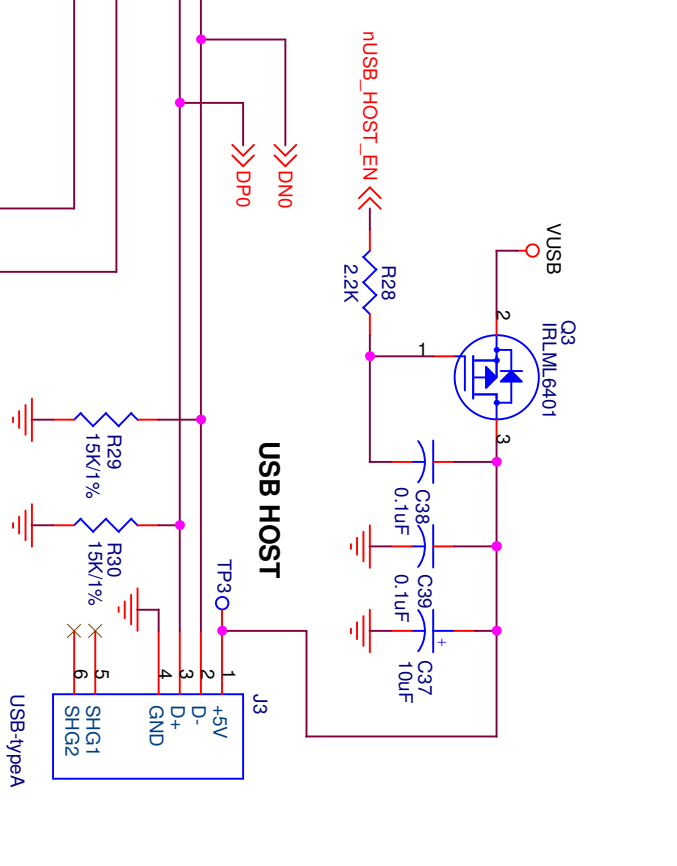 VUSB
Q3
IRLML6401
2
1
3
nUSB_HOST_EN
R28
2.2K
DN0
DP0
C38
0.1uF
C39
0.1uF
C37
10uF
+
USB HOST
TP3
R29
15K/1%
R30
15K/1%
J3
1
2
3
4
5
6
+5V
D-
D+
GND
SHG1
SHG2
USB-typeA